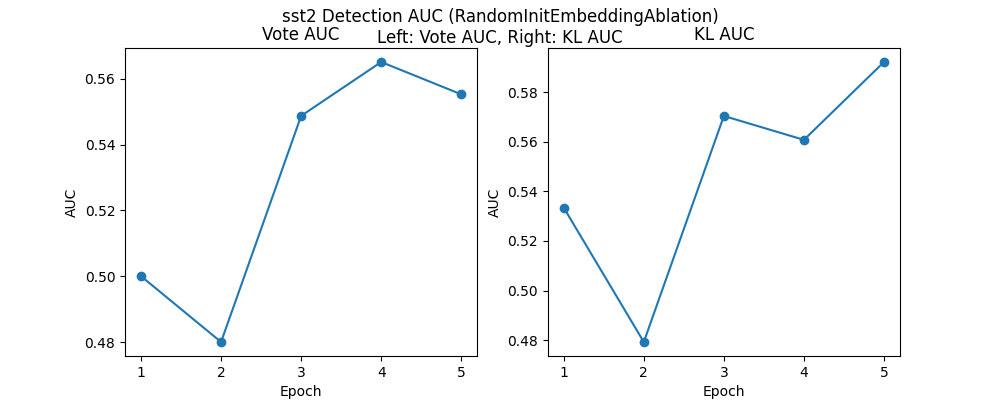 sst2 Detection AUC (RandomInitEmbeddingAblation)
Left: Vote AUC, Right: KL AUC
Vote AUC
0.56
0.54
0.52
0.50
0.48
AUC
1 2 3 4 5
Epoch
KL AUC
0.58
0.56
0.54
0.52
0.50
0.48
AUC
1 2 3 4 5
Epoch